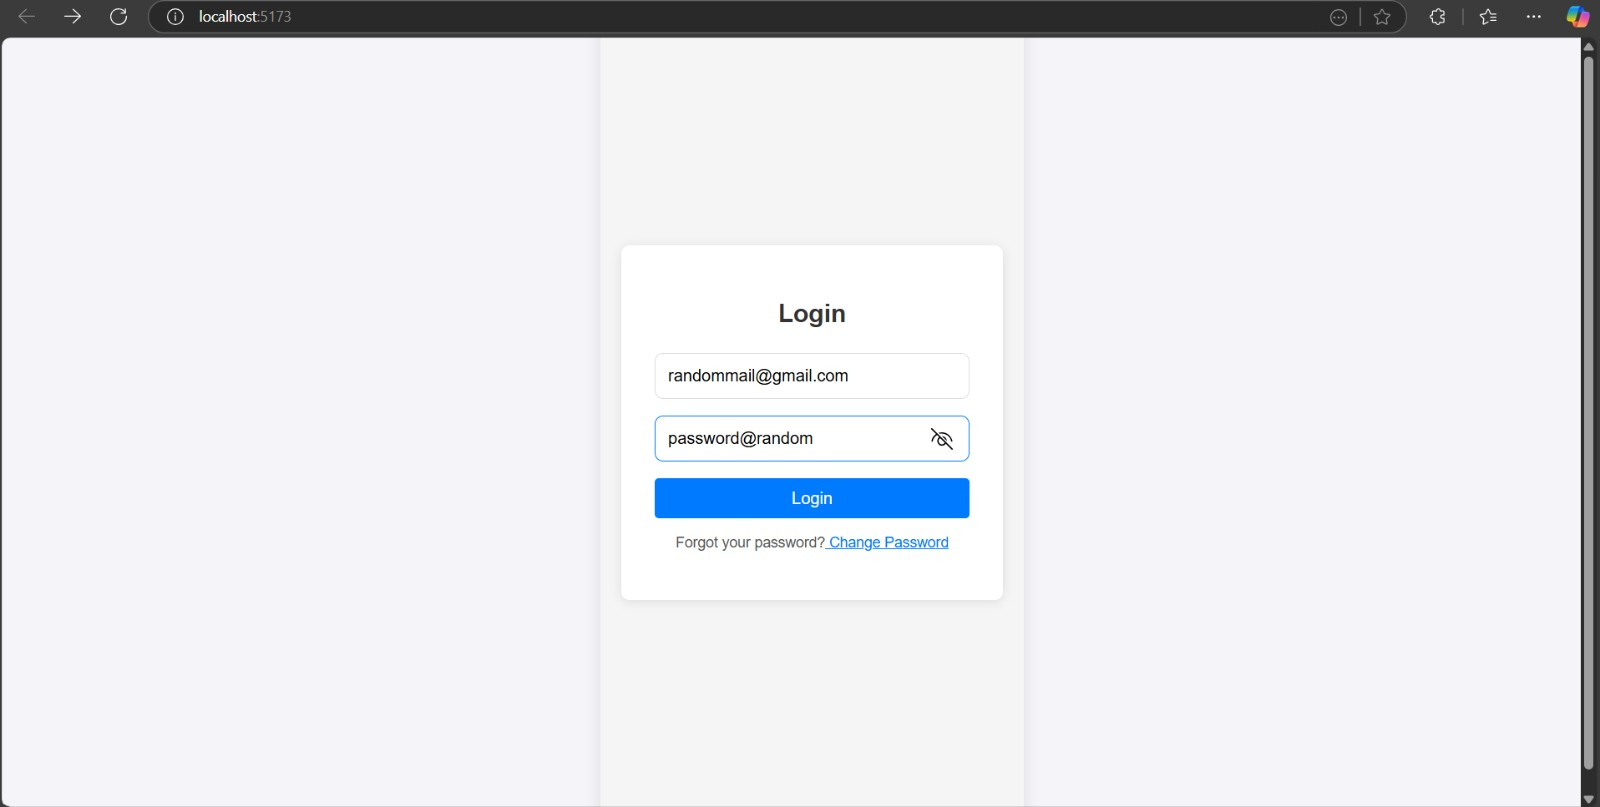 localhost:5173
Login
randommail@gmail.com
password@random
Login
Forgot your password? Change Password